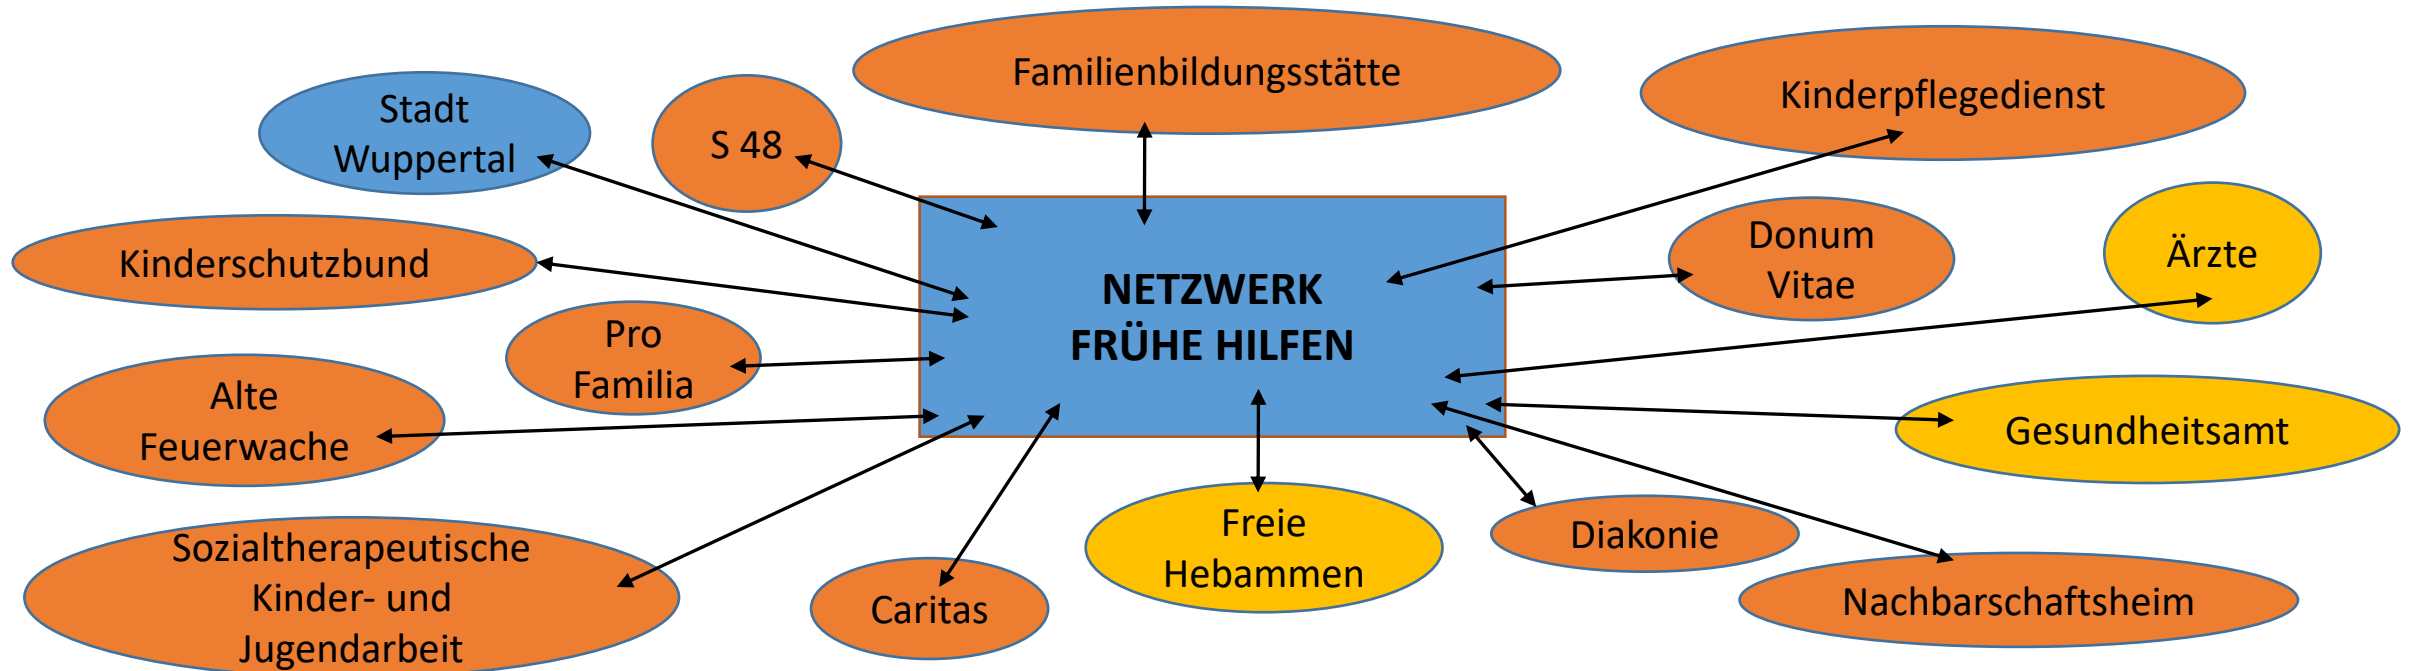 Familienbildungsstätte
Kinderpflegedienst
Stadt
Wuppertal
S 48
Kinderschutzbund
Donum
Vitae
Ärzte
NETZWERK
FRÜHE HILFEN
Pro
Familia
Alte
Feuerwache
Gesundheitsamt
Sozialtherapeutische
Kinder- und
Jugendarbeit
Caritas
Freie
Hebammen
Diakonie
Nachbarschaftsheim